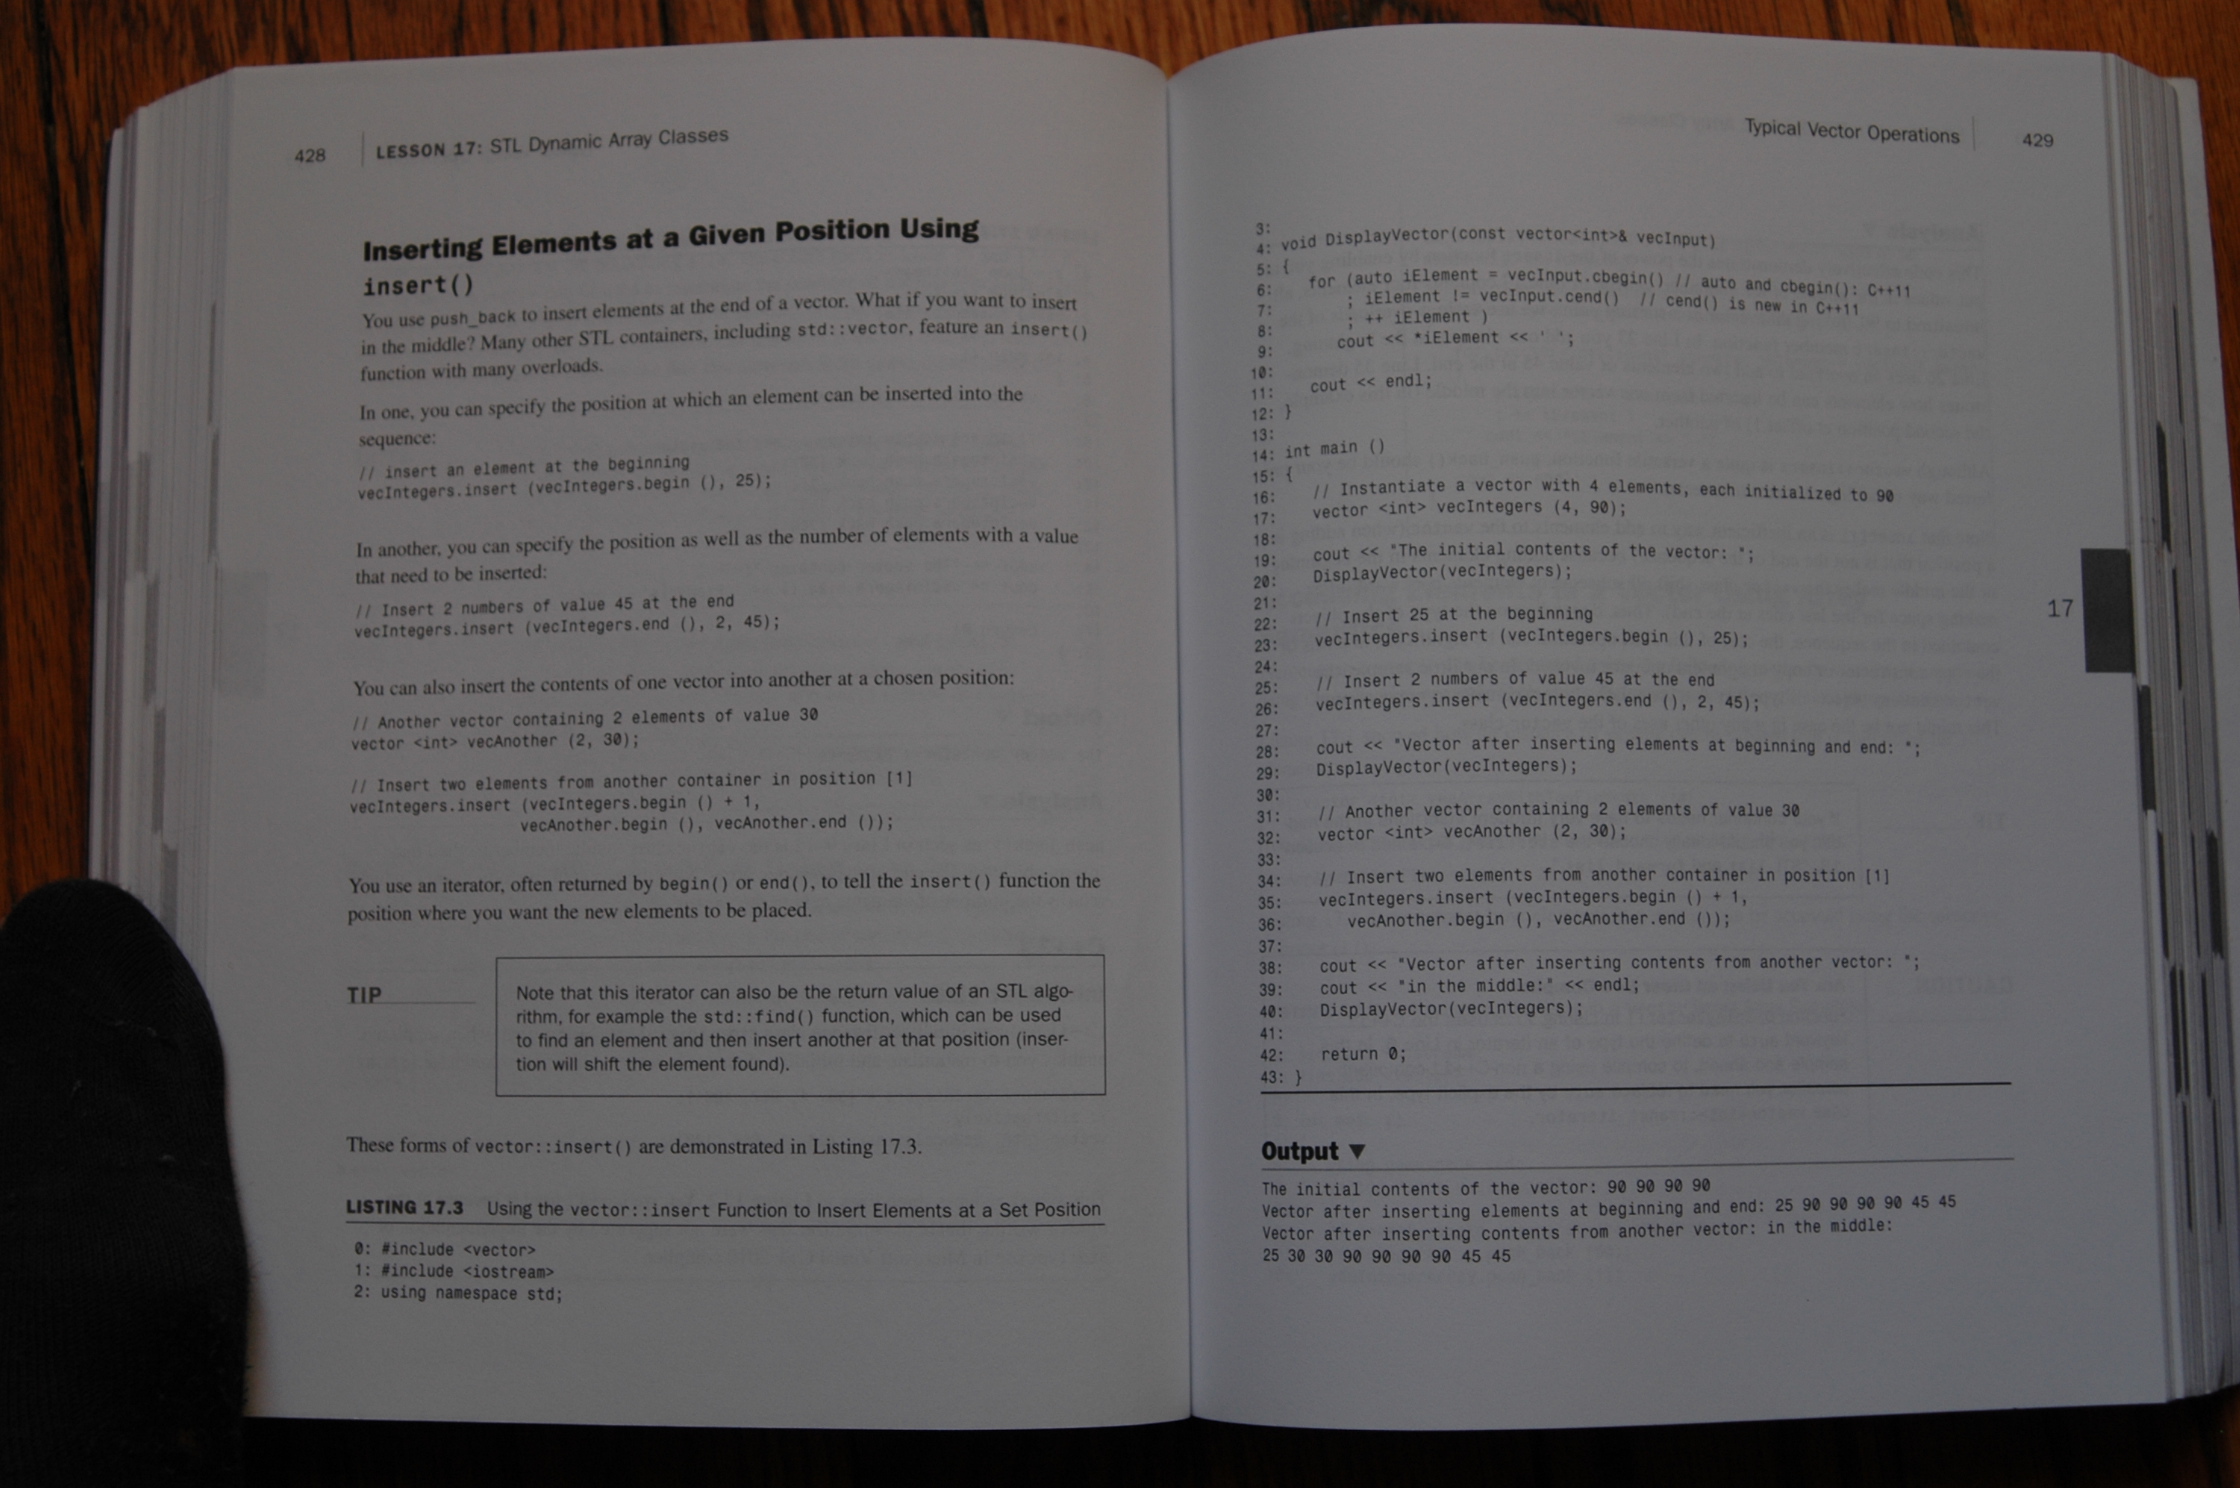 428 LESSON 17: STL Dynamic Array Classes
Inserting Elements at a Given Position Using
insert()
You use push_back to insert elements at the end of a vector. What if you want to insert
in the middle? Many other STL containers, including std::vector, feature an insert()
function with many overloads.
In one, you can specify the position at which an element can be inserted into the
sequence:
// insert an element at the beginning
vecIntegers.insert (vecIntegers.begin (), 25);
In another, you can specify the position as well as the number of elements with a value
that need to be inserted:
// Insert 2 numbers of value 45 at the end
vecIntegers.insert (vecIntegers.end (), 2, 45);
You can also insert the contents of one vector into another at a chosen position:
// Another vector containing 2 elements of value 30
vector <int> vecAnother (2, 30);
// Insert two elements from another container in position [1]
vecIntegers.insert (vecIntegers.begin () + 1,
vecAnother.begin (), vecAnother.end ());
You use an iterator, often returned by begin() or end(), to tell the insert() function the
position where you want the new elements to be placed.
TIP
Note that this iterator can also be the return value of an STL algo-
rithm, for example the std::find() function, which can be used
to find an element and then insert another at that position (inser-
tion will shift the element found).
These forms of vector::insert() are demonstrated in Listing 17.3.
LISTING 17.3 Using the vector::insert Function to Insert Elements at a Set Position
0: #include <vector>
1: #include <iostream>
2: using namespace std;
Typical Vector Operations 429
3:
4: void DisplayVector(const vector<int>& vecInput)
5: {
6: for (auto iElement = vecInput.cbegin() // auto and cbegin(): C++11
7: ; iElement != vecInput.cend() // cend() is new in C++11
8: ; ++ iElement )
9: cout << *iElement << ' ';
10:
11: cout << endl;
12: }
13:
14: int main ()
15: {
16: // Instantiate a vector with 4 elements, each initialized to 90
17: vector <int> vecIntegers (4, 90);
18:
19: cout << "The initial contents of the vector: ";
20: DisplayVector(vecIntegers);
21:
22: // Insert 25 at the beginning
23: vecIntegers.insert (vecIntegers.begin (), 25);
24:
25: // Insert 2 numbers of value 45 at the end
26: vecIntegers.insert (vecIntegers.end (), 2, 45);
27:
28: cout << "Vector after inserting elements at beginning and end: ";
29: DisplayVector(vecIntegers);
30:
31: // Another vector containing 2 elements of value 30
32: vector <int> vecAnother (2, 30);
33:
34: // Insert two elements from another container in position [1]
35: vecIntegers.insert (vecIntegers.begin () + 1,
36: vecAnother.begin (), vecAnother.end ());
37:
38: cout << "Vector after inserting contents from another vector: ";
39: cout << "in the middle:" << endl;
40: DisplayVector(vecIntegers);
41:
42: return 0;
43: }
17
Output ▼
The initial contents of the vector: 90 90 90 90
Vector after inserting elements at beginning and end: 25 90 90 90 90 45 45
Vector after inserting contents from another vector: in the middle:
25 30 30 90 90 90 90 45 45